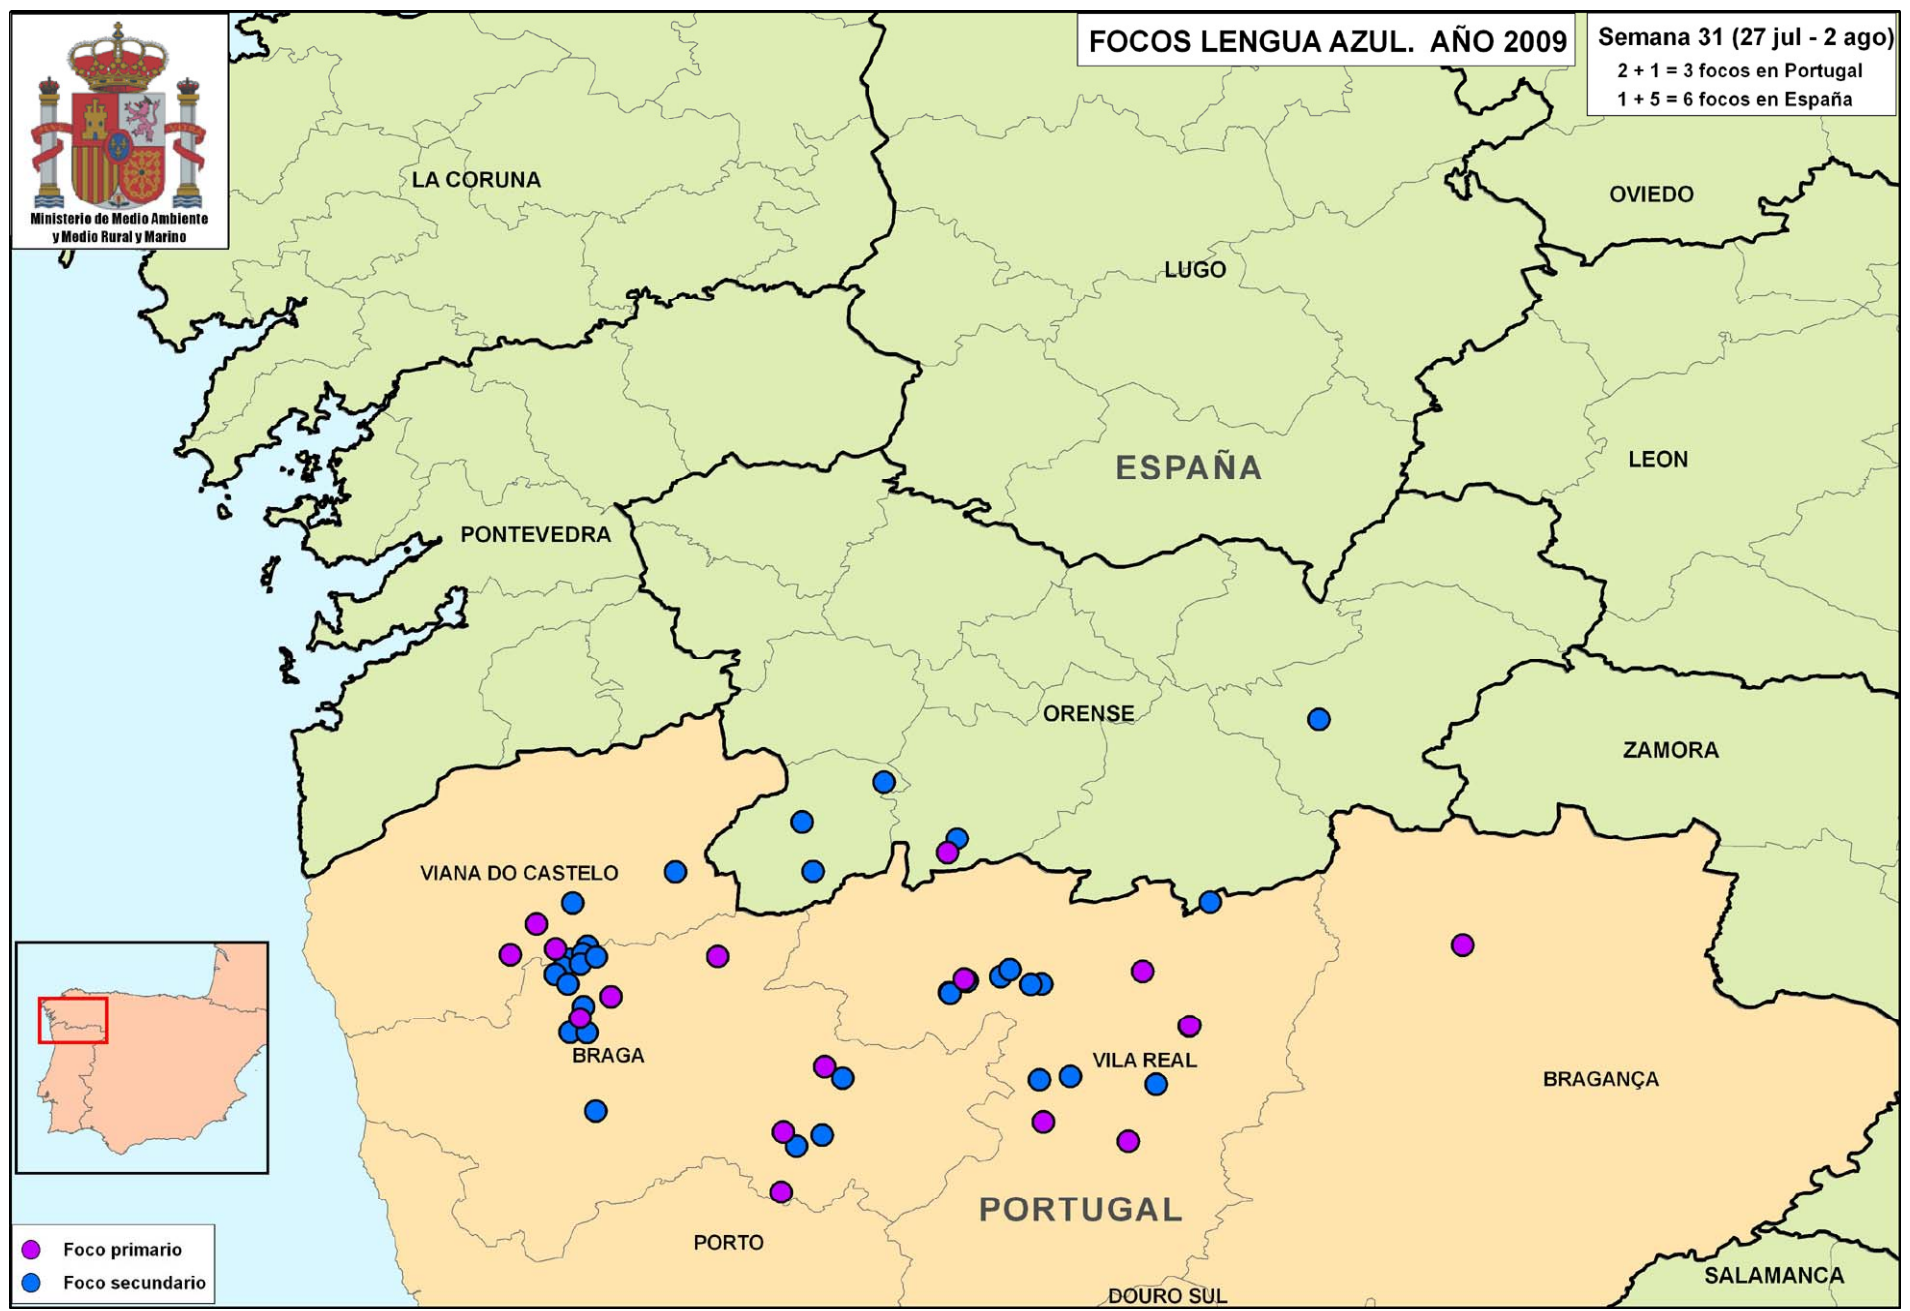 FOCOS LENGUA AZUL. AÑO 2009
Semana 31 (27 jul - 2 ago)
2 + 1 = 3 focos en Portugal
1 + 5 = 6 focos en España
Ministerio de Medio Ambiente
y Medio Rural y Marino
LA CORUNA
OVIEDO
LUGO
LEON
ESPAÑA
PONTEVEDRA
ORENSE
ZAMORA
VIANA DO CASTELO
BRAGA
VILA REAL
BRAGANÇA
PORTUGAL
PORTO
SALAMANCA
DOURO SUL
Foco primario
Foco secundario